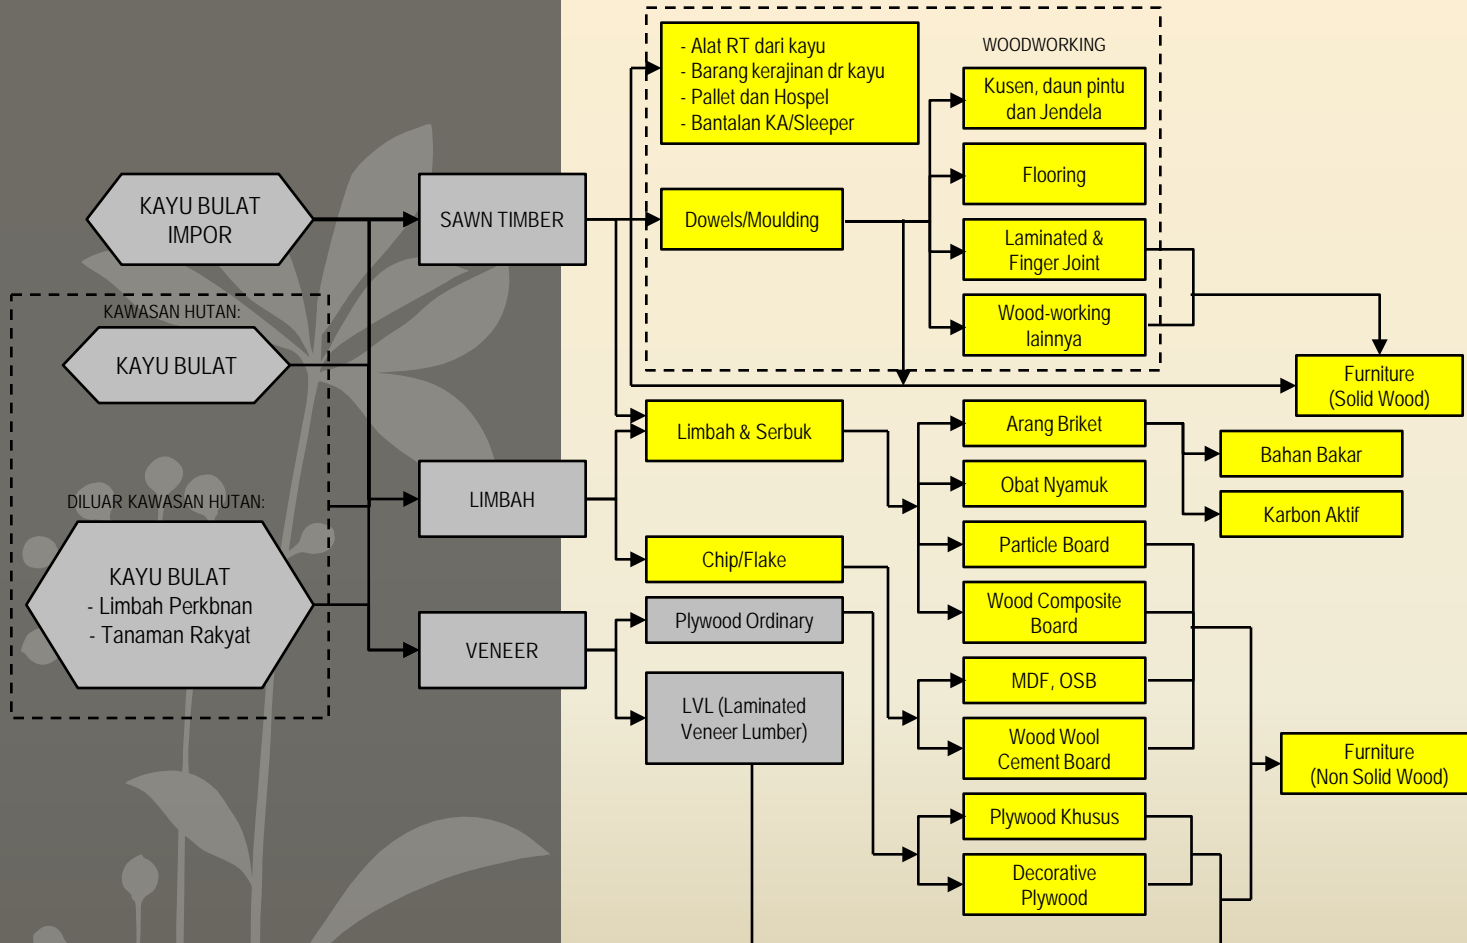 - Alat RT dari kayu
- Barang kerajinan dr kayu
- Pallet dan Hospel
- Bantalan KA/Sleeper
WOODWORKING
Kusen, daun pintu
dan Jendela
Flooring
KAYU BULAT
IMPOR
SAWN TIMBER
Dowels/Moulding
Laminated &
Finger Joint
Wood-working
lainnya
KAWASAN HUTAN:
KAYU BULAT
Furniture
(Solid Wood)
Limbah & Serbuk
Arang Briket
Bahan Bakar
Obat Nyamuk
Karbon Aktif
LIMBAH
DILUAR KAWASAN HUTAN:
KAYU BULAT
- Limbah Perkbnan
- Tanaman Rakyat
Chip/Flake
Particle Board
Wood Composite
Board
Plywood Ordinary
VENEER
LVL (Laminated
Veneer Lumber)
MDF, OSB
Wood Wool
Cement Board
Furniture
(Non Solid Wood)
Plywood Khusus
Decorative
Plywood